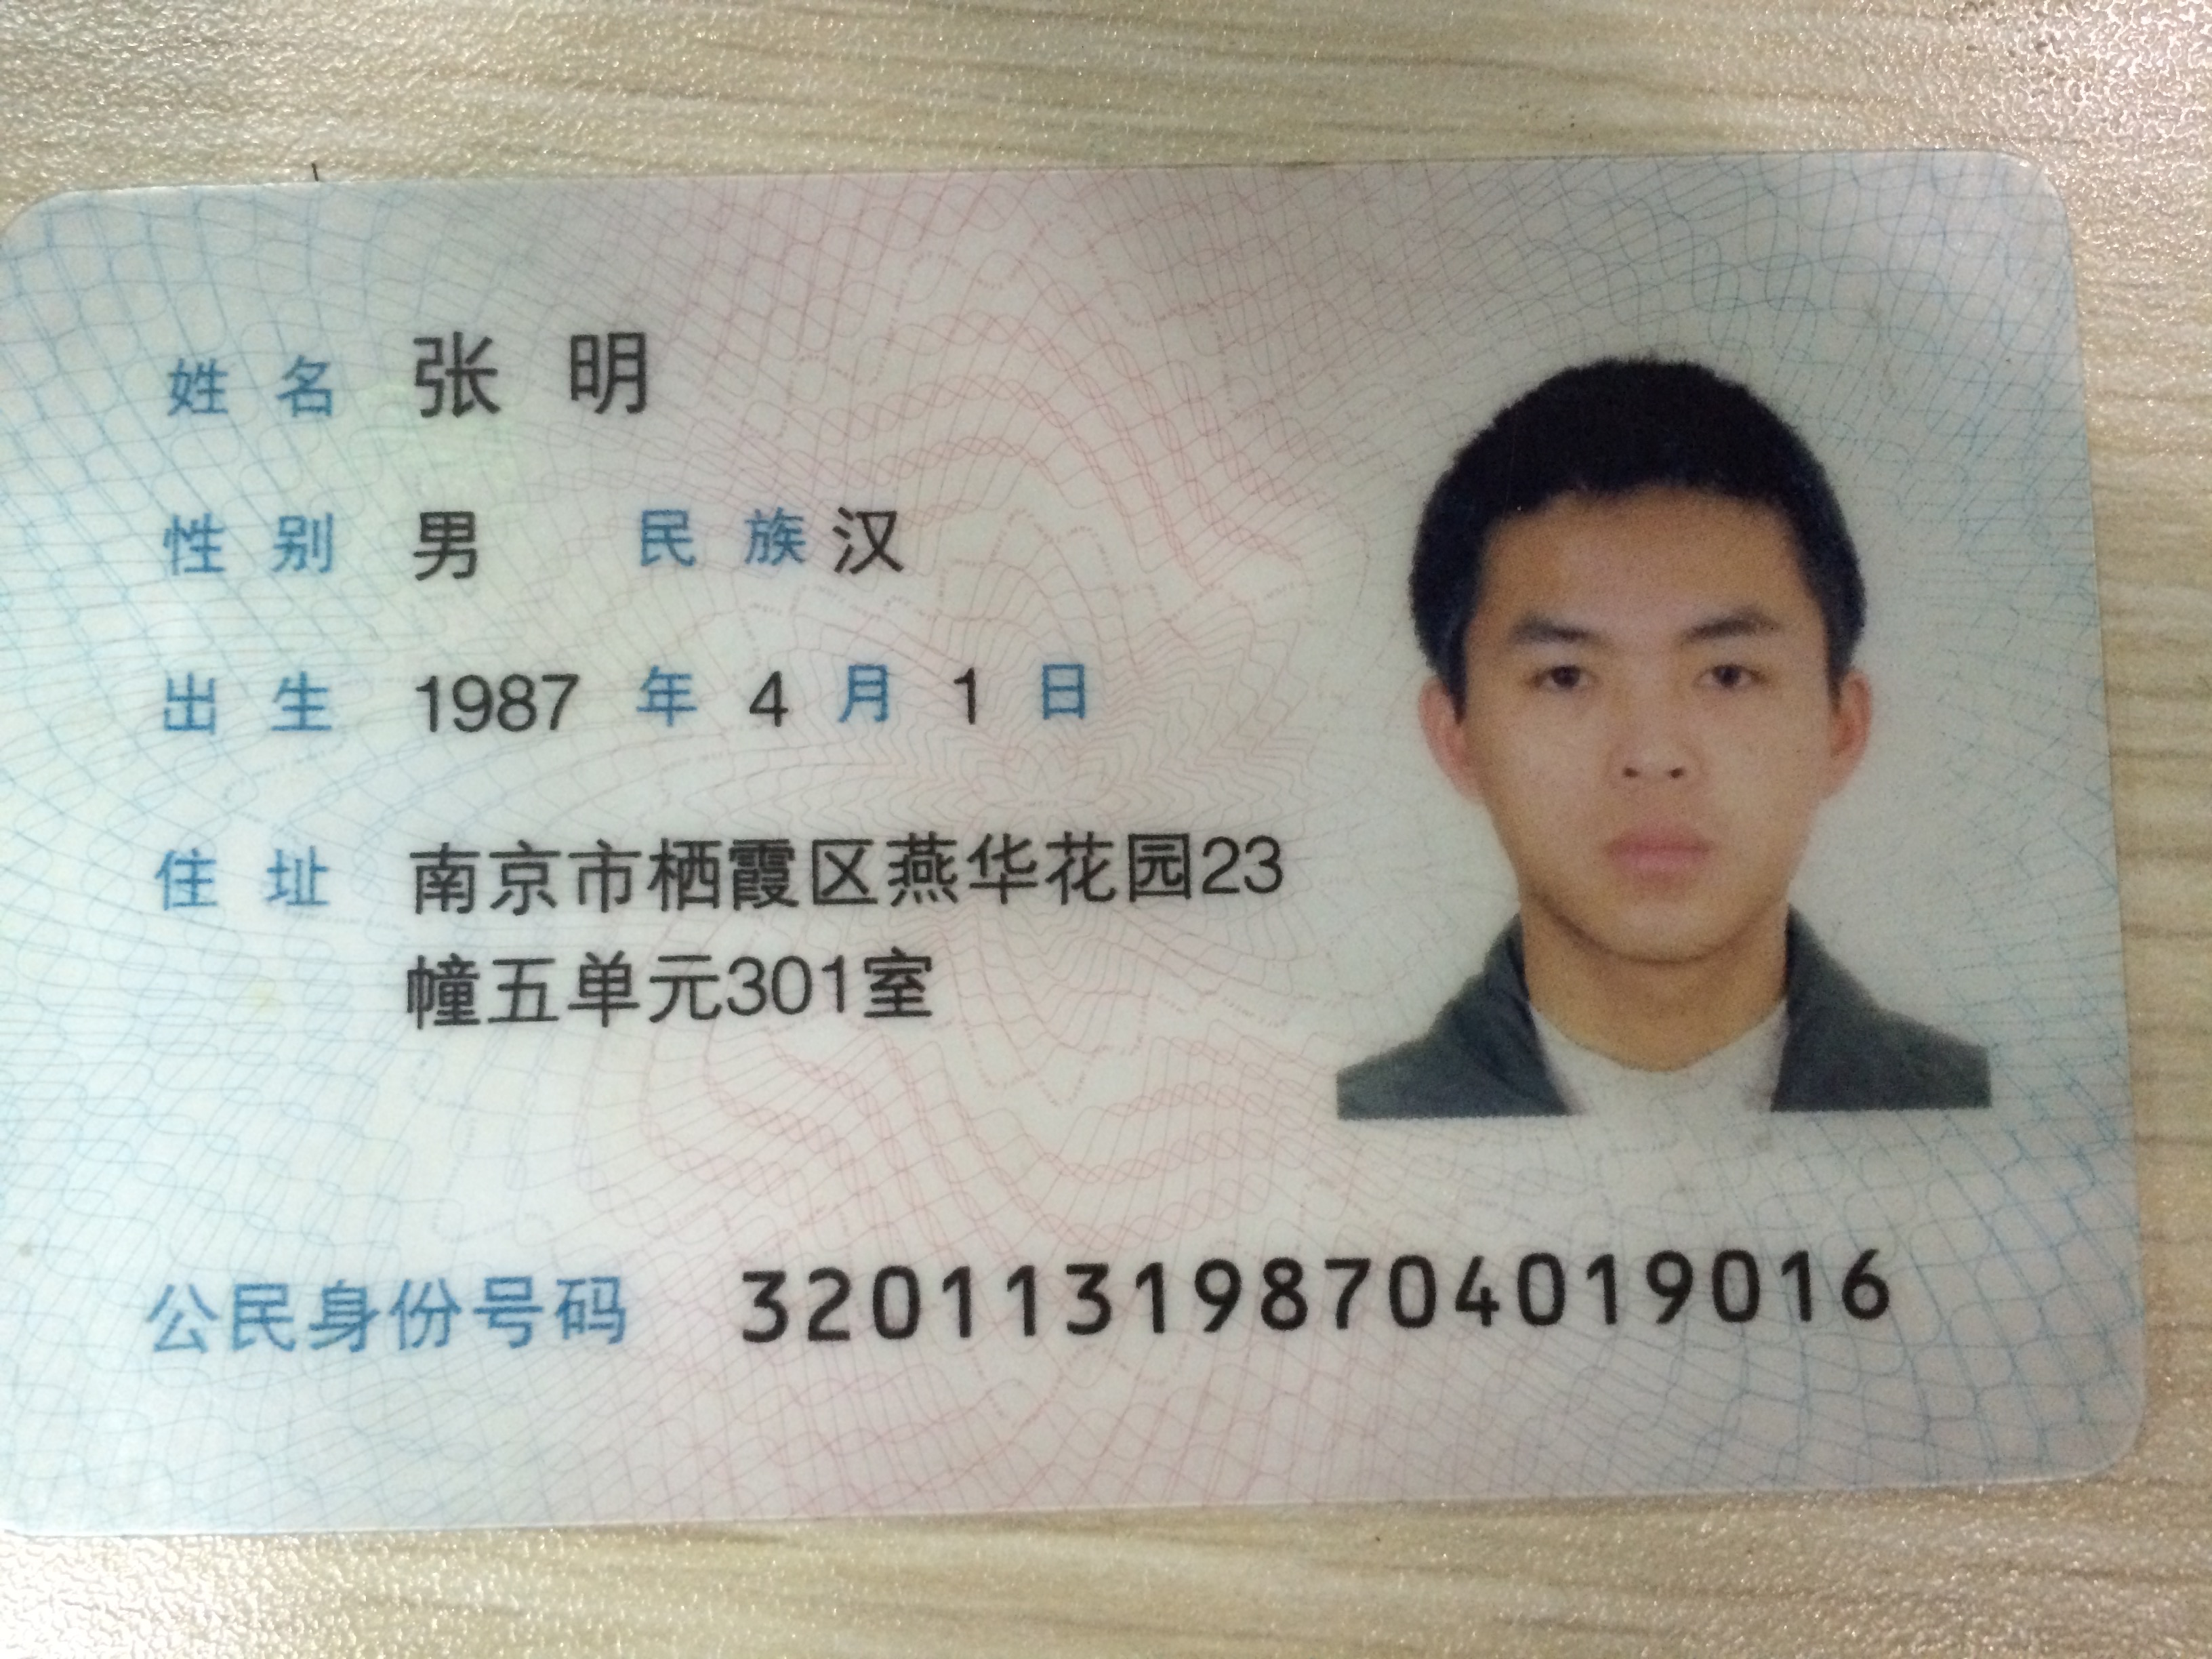 姓名 张明
性别 男 民族 汉
出生 1987 年 4 月 1 日
住址 南京市栖霞区燕华花园23
幢五单元301室
公民身份号码 320113198704019016